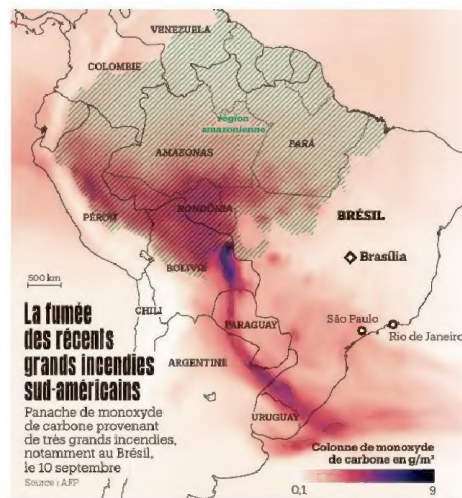 VENEZUELA
COLOMBIE
région
amazonienne
AMAZONAS
PARÁ
RONDÔNIA
PÉROU
BRÉSIL
Brasília
BOLIVIE
500 km
CHILI
PARAGUAY
São Paulo
Rio de Janeiro
ARGENTINE
URUGUAY
La fumée
des récents
grands incendies
sud-américains
Panache de monoxyde
de carbone provenant
de très grands incendies,
notamment au Brésil,
le 10 septembre
Source : AFP
Colonne de monoxyde
de carbone en g/m³
0,1
9